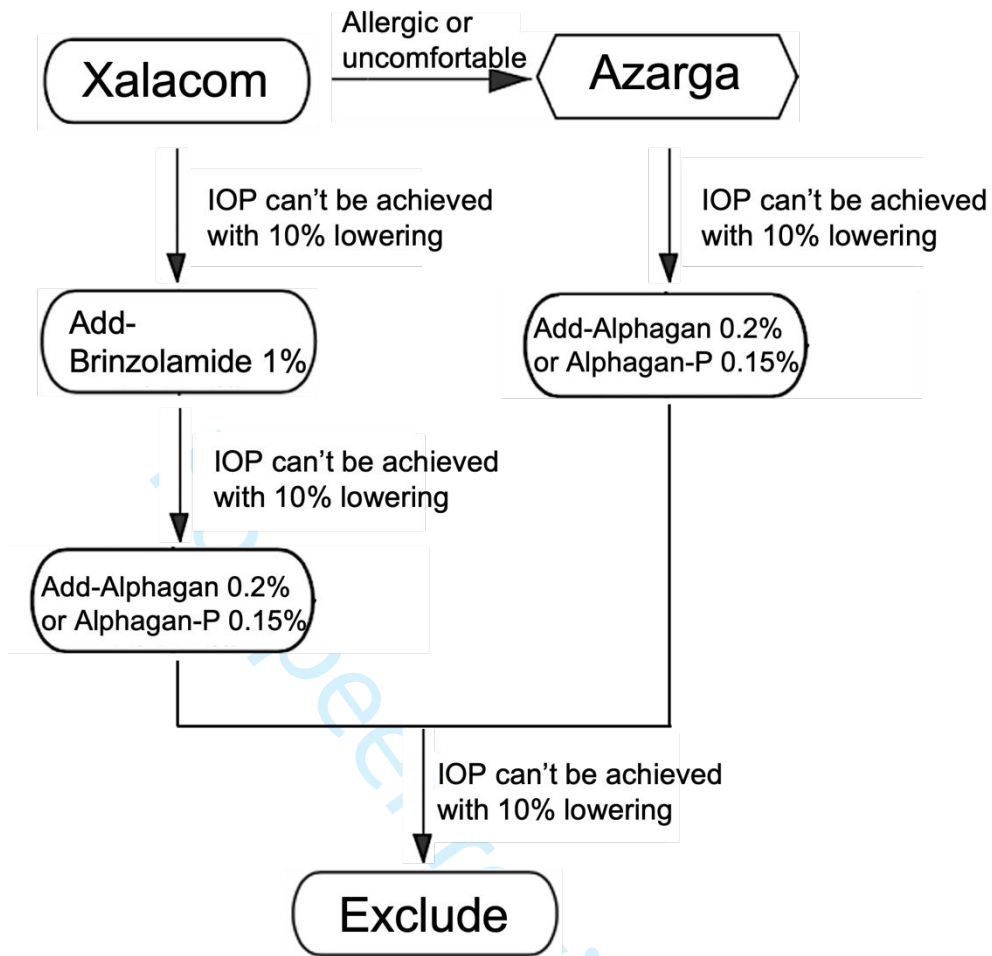 Allergic or
uncomfortable
Xalacom
Azarga
IOP can't be achieved
with 10% lowering
IOP can't be achieved
with 10% lowering
Add-
Brinzolamide 1%
Add-Alphagan 0.2%
or Alphagan-P 0.15%
IOP can't be achieved
with 10% lowering
Add-Alphagan 0.2%
or Alphagan-P 0.15%
IOP can't be achieved
with 10% lowering
Exclude